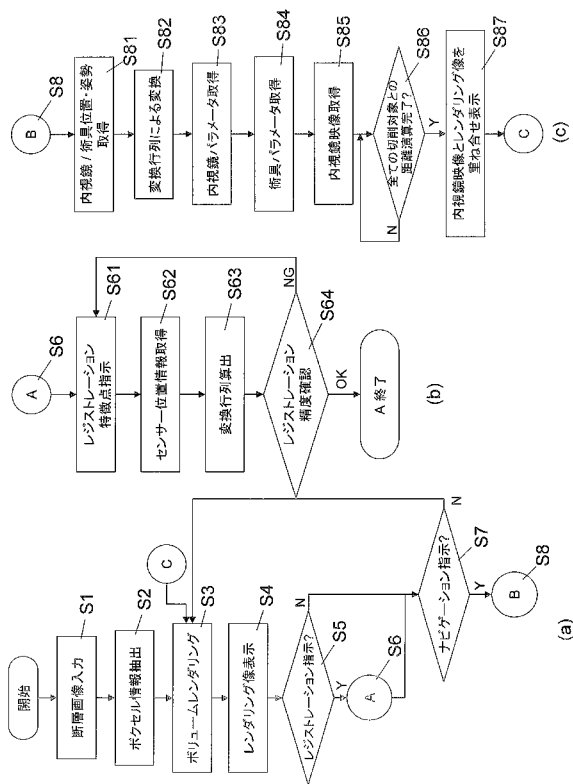 開始
断層画像入力
S1
ボクセル情報抽出
S2
C
ボリュームレンダリング
S3
レンダリング像表示
S4
レジストレーション指示?
S5
N
Y
A
S6
ナビゲーション指示?
S7
N
Y
B
S8
(a)
A
S6
レジストレーション
特徴点指示
S61
センサー位置情報取得
S62
変換行列算出
S63
レジストレーション
精度確認
S64
NG
OK
A 終了
(b)
B
S8
内視鏡 / 術具位置・姿勢
取得
S81
変換行列による変換
S82
内視鏡パラメータ取得
S83
術具パラメータ取得
S84
内視鏡映像取得
S85
全ての切削対象との
距離演算完了?
S86
N
Y
内視鏡映像とレンダリング像を
重ね合せ表示
S87
C
(c)